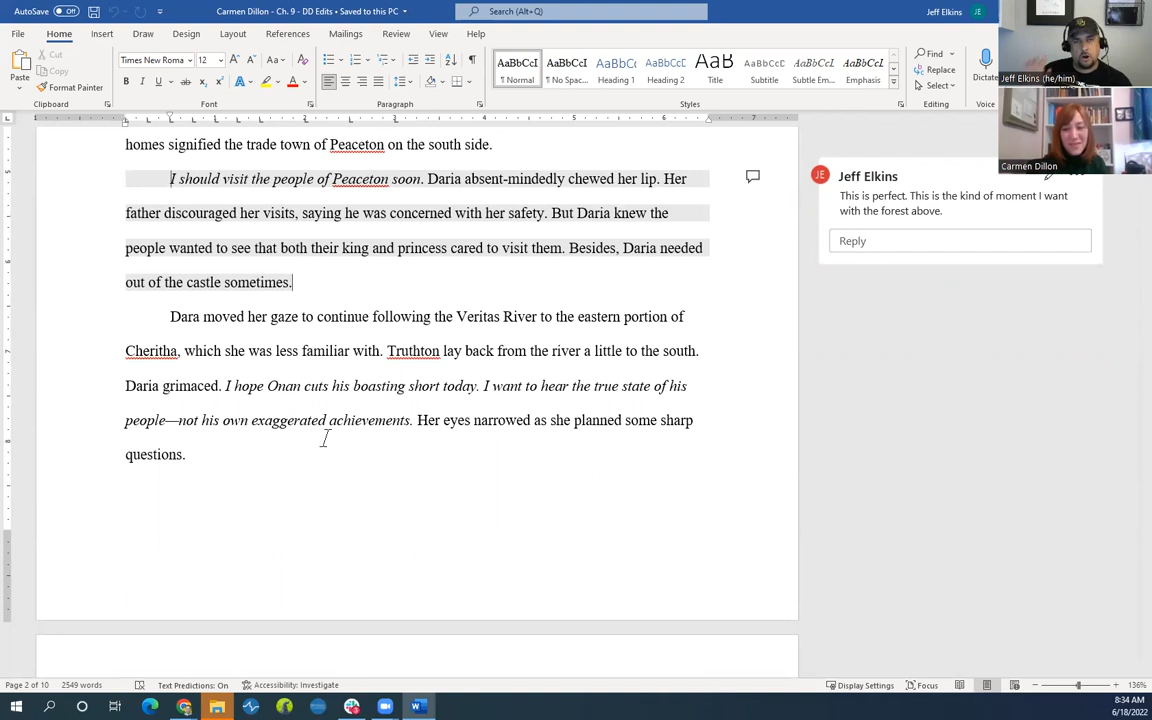 AutoSave Off Carmen Dillon - Ch. 9 - DD Edits • Saved to this PC Search (Alt+Q) Jeff Elkins JE
File Home Insert Draw Design Layout References Mailings Review View Help
Paste Cut Copy Format Painter
Times New Roma 12
AaBbCcI AaBbCcI AaBbCc AaBbCc AaB AaBbCcI AaBbCcI AaBbCcI
¶ Normal ¶ No Spac... Heading 1 Heading 2 Title Subtitle Subtle Em... Emphasis
Find Replace Select Dictate
Clipboard Font Paragraph Styles Editing Voice
Jeff Elkins (he/him)
Carmen Dillon
homes signified the trade town of Peaceton on the south side.
I should visit the people of Peaceton soon. Daria absent-mindedly chewed her lip. Her
father discouraged her visits, saying he was concerned with her safety. But Daria knew the
people wanted to see that both their king and princess cared to visit them. Besides, Daria needed
out of the castle sometimes.
Dara moved her gaze to continue following the Veritas River to the eastern portion of
Cheritha, which she was less familiar with. Truthton lay back from the river a little to the south.
Daria grimaced. I hope Onan cuts his boasting short today. I want to hear the true state of his
people—not his own exaggerated achievements. Her eyes narrowed as she planned some sharp
questions.
JE Jeff Elkins
This is perfect. This is the kind of moment I want
with the forest above.
Reply
Page 2 of 10 2549 words Text Predictions: On Accessibility: Investigate Display Settings Focus 136%
8:34 AM
6/18/2022